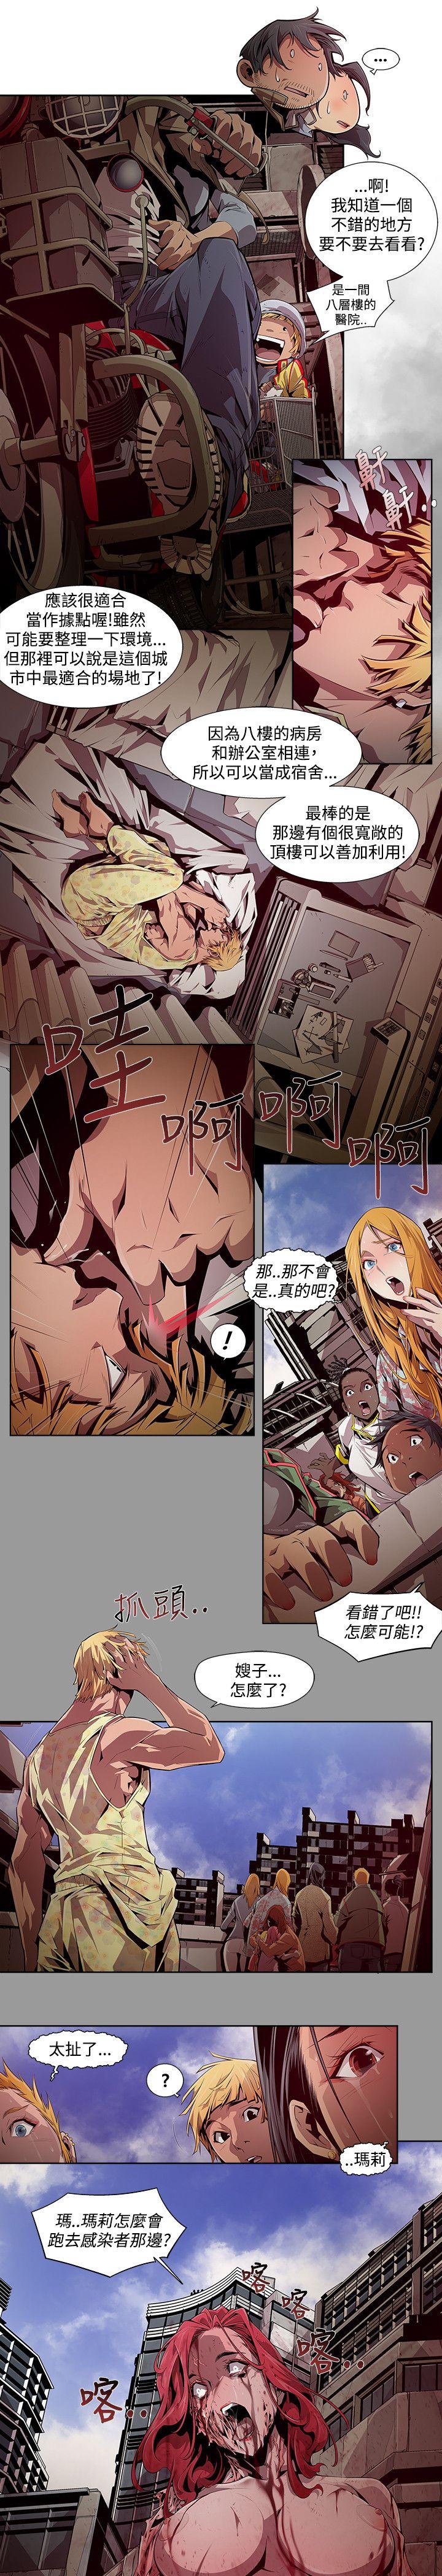 ...
...啊!
我知道一個
不錯的地方
要不要去看看?
是一間
八層樓的
醫院..
鼾
鼾..
應該很適合
當作據點喔!雖然
可能要整理一下環境...
但那裡可以說是這個城
市中最適合的場地了!
因為八樓的病房
和辦公室相連,
所以可以當成宿舍...
最棒的是
那邊有個很寬敞的
頂樓可以善加利用!
哇
啊 啊 啊 啊
!
那..那不會
是..真的吧?
看錯了吧!!
怎麼可能!?
抓頭..
嫂子...
怎麼了?
太扯了...
?
..瑪莉
瑪..瑪莉怎麼會
跑去感染者那邊?
喀
喀
喀..
喀..